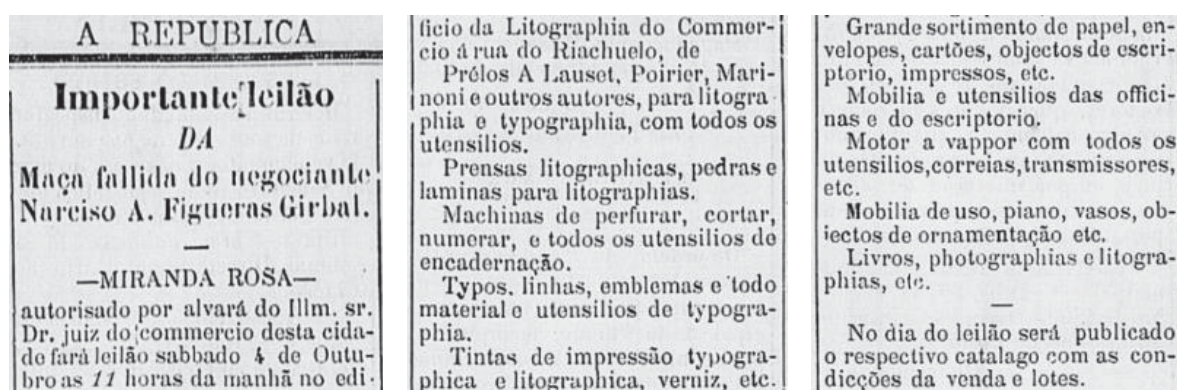 A REPUBLICA
Importante leilão
DA
Maça fallida do negociante
Narciso A. Figueras Girbal.
—MIRANDA ROSA—
autorisado por alvará do Illm. sr.
Dr. juiz do commercio desta cida-
de fará leilão sabbado 4 de Outu-
bro as 11 horas da manhã no edi-
ficio da Litographia do Commer-
cio á rua do Riachuelo, de
Prélos A Lauset, Poirier, Mari-
noni e outros autores, para litogra-
phia e typographia, com todos os
utensilios.
Prensas litographicas, pedras e
laminas para litographias.
Machinas de perfurar, cortar,
numerar, e todos os utensilios de
encadernação.
Typos. linhas, emblemas e todo
material e utensilios de typogra-
phia.
Tintas de impressão typogra-
phica e litographica, verniz, etc.
Grande sortimento de papel, en-
velopes, cartões, objectos de escri-
ptorio, impressos, etc.
Mobilia e utensilios das offici-
nas e do escriptorio.
Motor a vappor com todos os
utensilios, correias, transmissores,
etc.
Mobilia de uso, piano, vasos, ob-
jectos de ornamentação etc.
Livros, photographias e litogra-
phias, etc.
No dia do leilão será publicado
o respectivo catalago com as con-
dicções da venda e lotes.